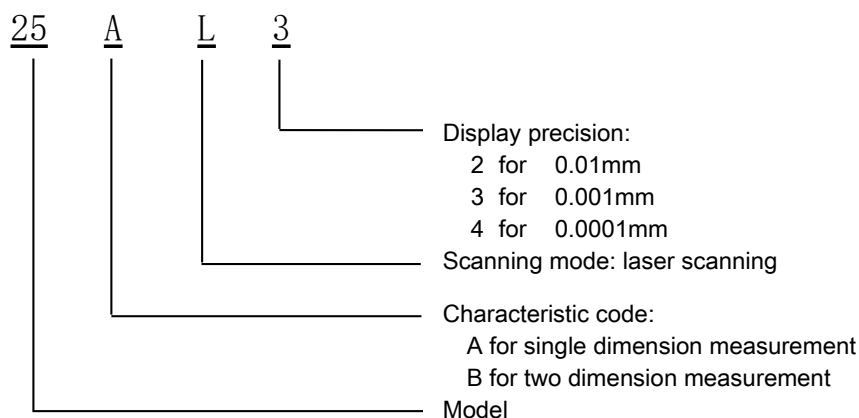 25 A L 3
Display precision:
2 for 0.01mm
3 for 0.001mm
4 for 0.0001mm
Scanning mode: laser scanning
Characteristic code:
A for single dimension measurement
B for two dimension measurement
Model